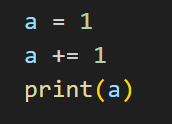 a = 1
a += 1
print(a)